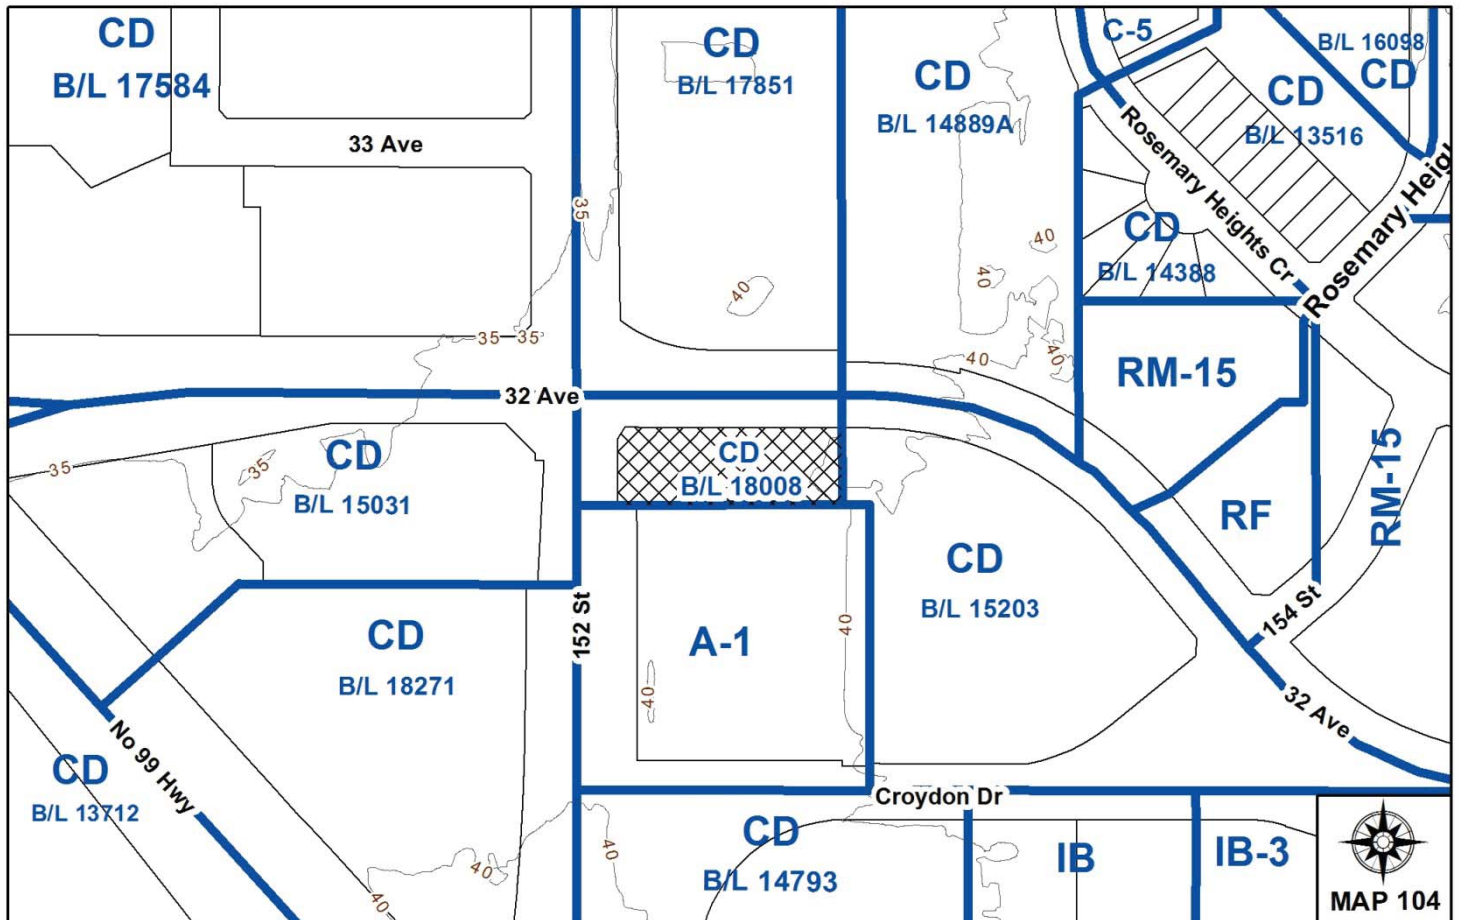 CD
B/L 17584
33 Ave
CD
B/L 17851
CD
B/L 14889A
C-5
B/L 16098
CD
CD
B/L 13516
Rosemary Heights Cr
Rosemary Heig
35
40
40
40
CD
B/L 14388
35
35
40
40
RM-15
32 Ave
35
35
CD
B/L 15031
CD
B/L 18008
RM-15
RF
CD
B/L 15203
152 St
A-1
40
154 St
CD
B/L 18271
40
32 Ave
No 99 Hwy
CD
B/L 13712
Croydon Dr
40
40
40
CD
B/L 14793
IB
IB-3
MAP 104